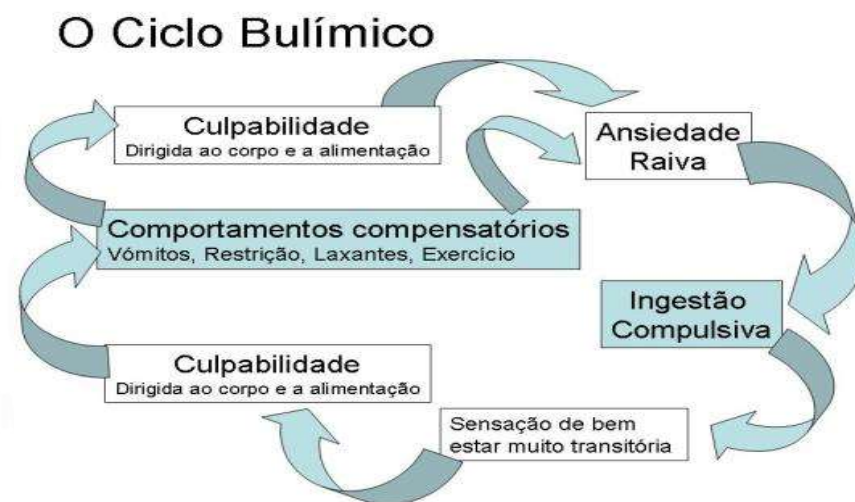 O Ciclo Bulímico
Culpabilidade
Dirigida ao corpo e a alimentação
Ansiedade
Raiva
Comportamentos compensatórios
Vómitos, Restrição, Laxantes, Exercício
Ingestão
Compulsiva
Culpabilidade
Dirigida ao corpo e a alimentação
Sensação de bem
estar muito transitória